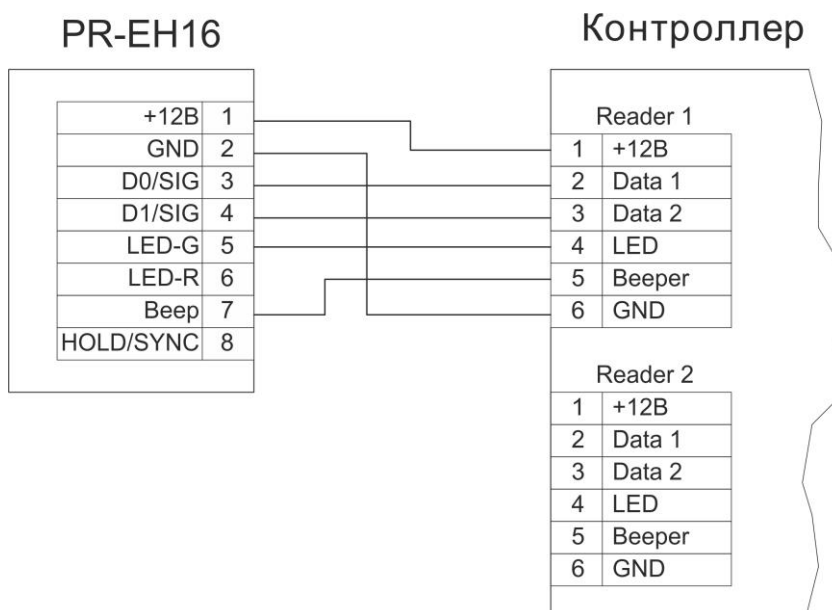 PR-EH16
+12В 1
GND 2
D0/SIG 3
D1/SIG 4
LED-G 5
LED-R 6
Beep 7
HOLD/SYNC 8
Контроллер
Reader 1
1 +12В
2 Data 1
3 Data 2
4 LED
5 Beeper
6 GND
Reader 2
1 +12В
2 Data 1
3 Data 2
4 LED
5 Beeper
6 GND